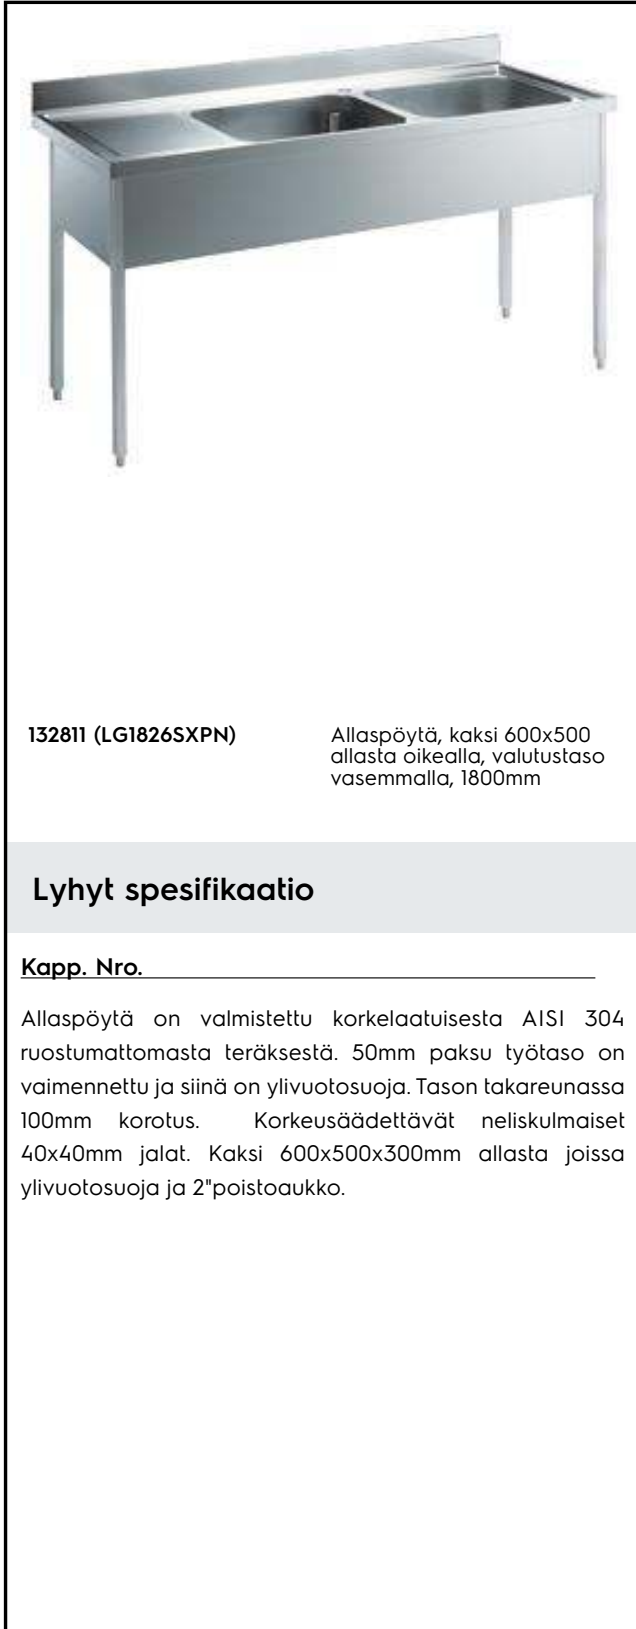 132811 (LG1826SXPN)
Allaspöytä, kaksi 600x500
allasta oikealla, valutustaso
vasemmalla, 1800mm
Lyhyt spesifikaatio
Kapp. Nro.
Allaspöytä on valmistettu korkelaatuisesta AISI 304
ruostumattomasta teräksestä. 50mm paksu työtaso on
vaimennettu ja siinä on ylivuotosuoja. Tason takareunassa
100mm korotus. Korkeusäädettävät neliskulmaiset
40x40mm jalat. Kaksi 600x500x300mm allasta joissa
ylivuotosuoja ja 2"poistoaukko.